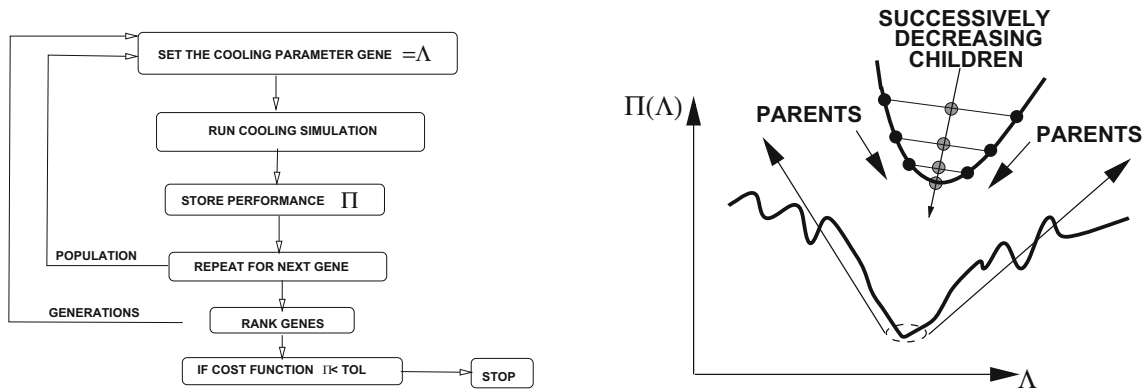 SET THE COOLING PARAMETER GENE =Λ
RUN COOLING SIMULATION
STORE PERFORMANCE Π
POPULATION
REPEAT FOR NEXT GENE
GENERATIONS
RANK GENES
IF COST FUNCTION Π< TOL
STOP
SUCCESSIVELY
DECREASING
CHILDREN
Π(Λ)
PARENTS
PARENTS
Λ